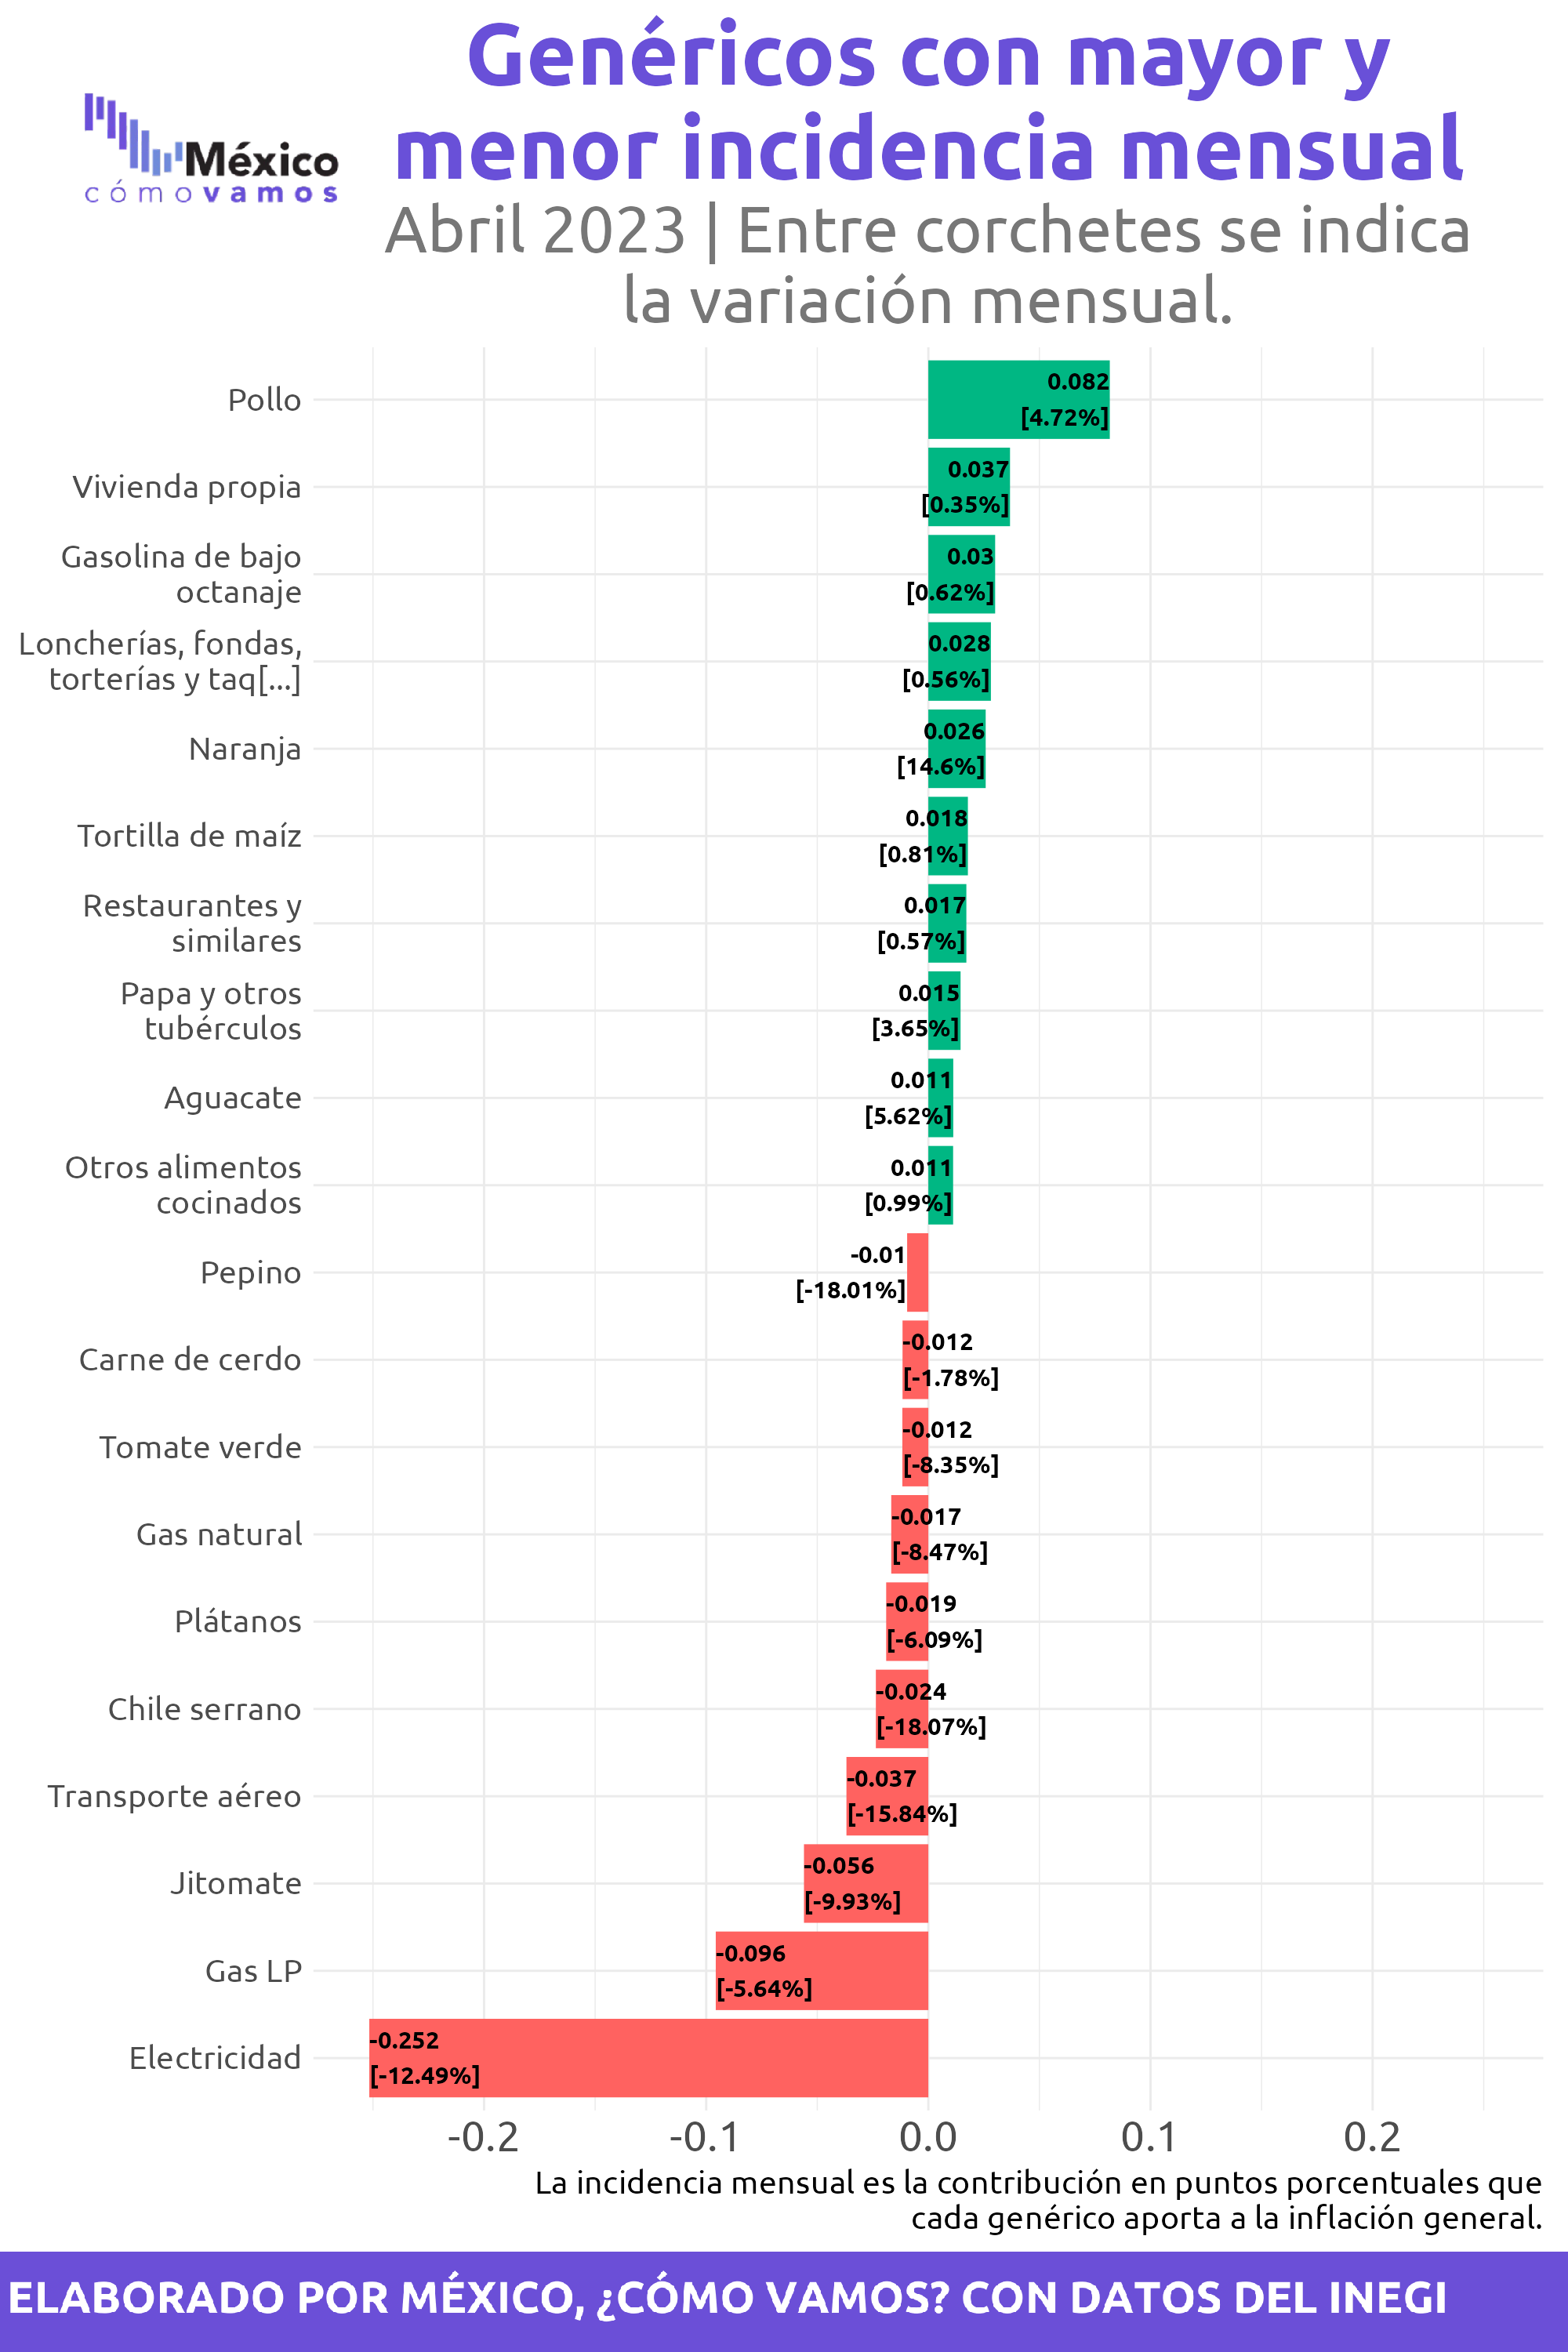 Genéricos con mayor y
menor incidencia mensual
México
cómovamos
Abril 2023 | Entre corchetes se indica
la variación mensual.
Pollo
0.082
[4.72%]
Vivienda propia
0.037
[0.35%]
Gasolina de bajo
octanaje
0.03
[0.62%]
Loncherías, fondas,
torterías y taq[...]
0.028
[0.56%]
Naranja
0.026
[14.6%]
Tortilla de maíz
0.018
[0.81%]
Restaurantes y
similares
0.017
[0.57%]
Papa y otros
tubérculos
0.015
[3.65%]
Aguacate
0.011
[5.62%]
Otros alimentos
cocinados
0.011
[0.99%]
Pepino
-0.01
[-18.01%]
Carne de cerdo
-0.012
[-1.78%]
Tomate verde
-0.012
[-8.35%]
Gas natural
-0.017
[-8.47%]
Plátanos
-0.019
[-6.09%]
Chile serrano
-0.024
[-18.07%]
Transporte aéreo
-0.037
[-15.84%]
Jitomate
-0.056
[-9.93%]
Gas LP
-0.096
[-5.64%]
Electricidad
-0.252
[-12.49%]
-0.2 -0.1 0.0 0.1 0.2
La incidencia mensual es la contribución en puntos porcentuales que
cada genérico aporta a la inflación general.
ELABORADO POR MÉXICO, ¿CÓMO VAMOS? CON DATOS DEL INEGI